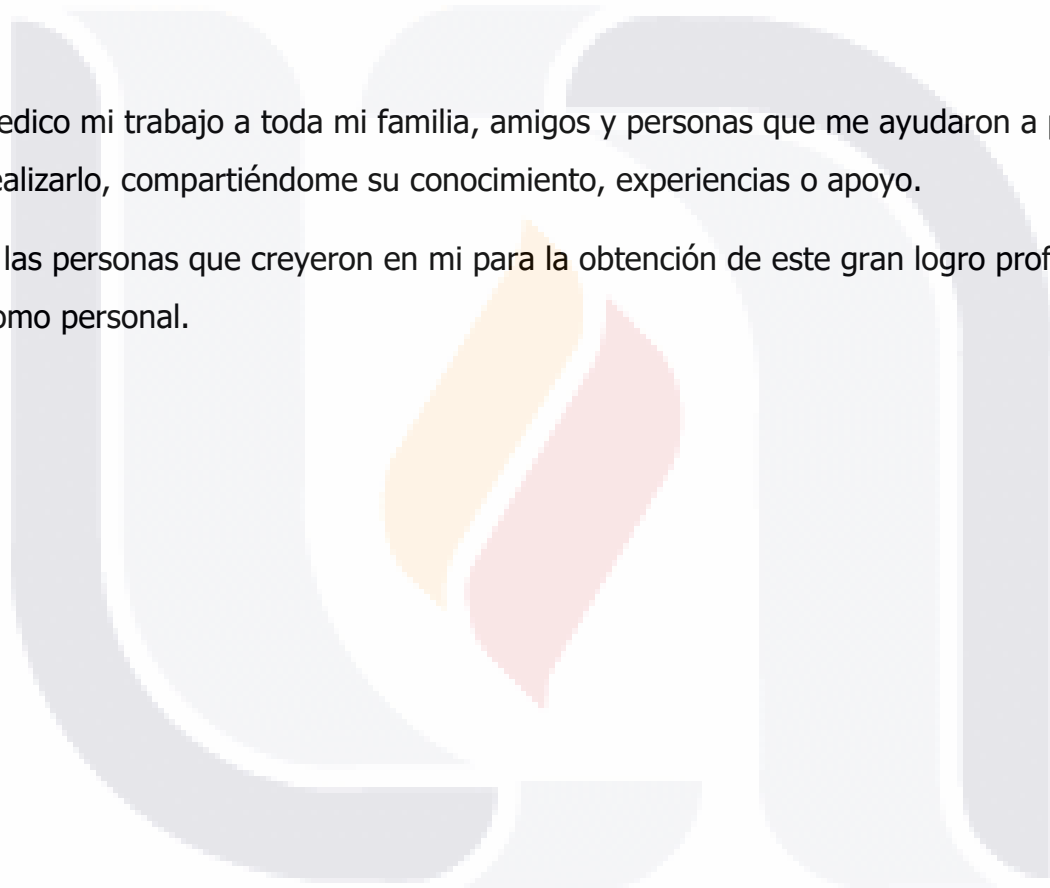 edico mi trabajo a toda mi familia, amigos y personas que me ayudaron a p
ealizarlo, compartiéndome su conocimiento, experiencias o apoyo.
las personas que creyeron en mi para la obtención de este gran logro prof
omo personal.